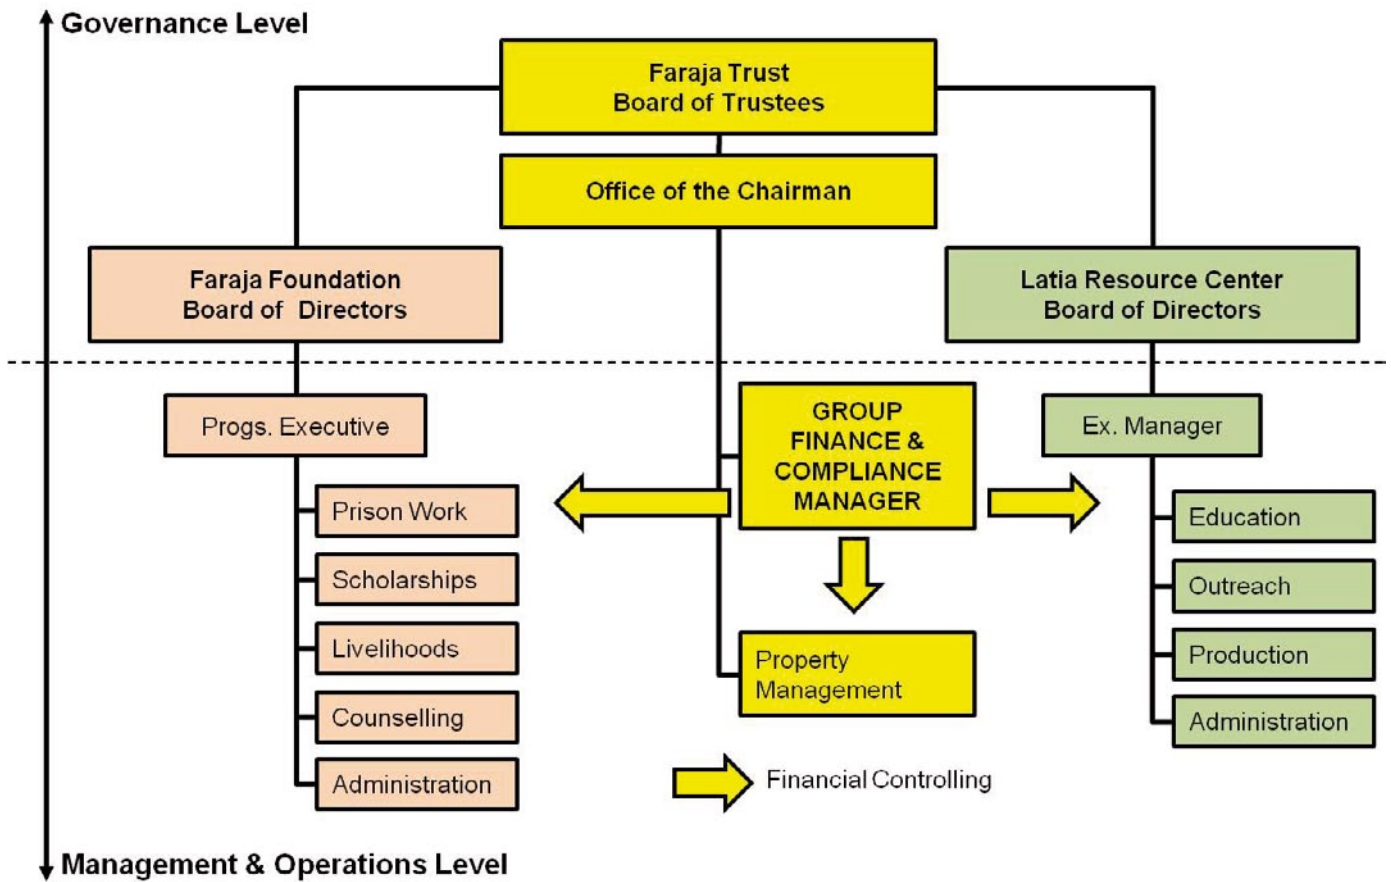 Governance Level
Faraja Trust
Board of Trustees
Office of the Chairman
Faraja Foundation
Board of Directors
Latia Resource Center
Board of Directors
Progs. Executive
GROUP
FINANCE &
COMPLIANCE
MANAGER
Ex. Manager
Prison Work
Scholarships
Livelihoods
Counselling
Administration
Property
Management
Education
Outreach
Production
Administration
Financial Controlling
Management & Operations Level